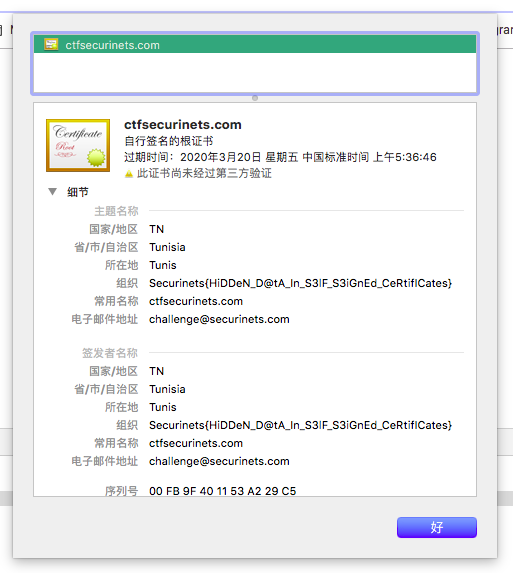 ctfsecurinets.com
Certificate
Root
ctfsecurinets.com
自行签名的根证书
过期时间：2020年3月20日 星期五 中国标准时间 上午5:36:46
此证书尚未经过第三方验证
细节
主题名称
国家/地区 TN
省/市/自治区 Tunisia
所在地 Tunis
组织 Securinets{HiDDeN_D@tA_In_S3lF_S3iGnEd_CeRtifICates}
常用名称 ctfsecurinets.com
电子邮件地址 challenge@securinets.com
签发者名称
国家/地区 TN
省/市/自治区 Tunisia
所在地 Tunis
组织 Securinets{HiDDeN_D@tA_In_S3lF_S3iGnEd_CeRtifICates}
常用名称 ctfsecurinets.com
电子邮件地址 challenge@securinets.com
序列号 00 FB 9F 40 11 53 A2 29 C5
好